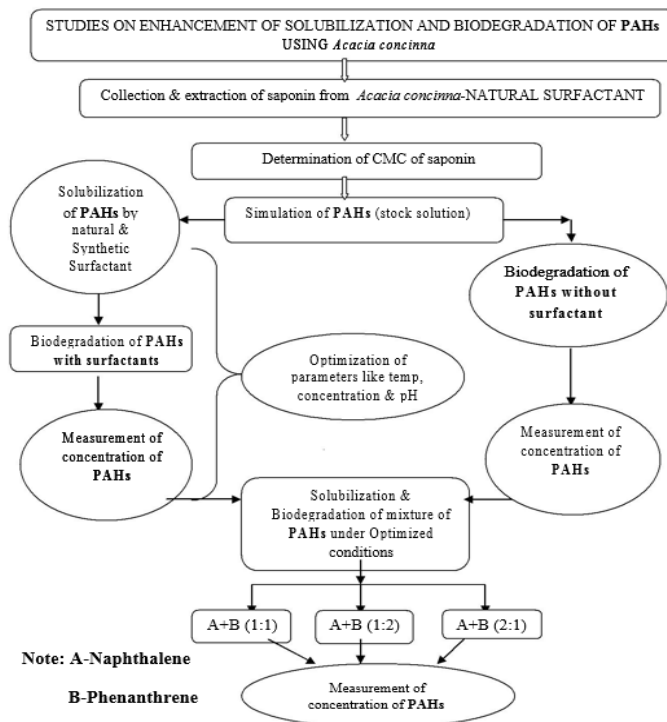 STUDIES ON ENHANCEMENT OF SOLUBILIZATION AND BIODEGRADATION OF PAHs
USING Acacia concinna
Collection & extraction of saponin from Acacia concinna-NATURAL SURFACTANT
Determination of CMC of saponin
Simulation of PAHs (stock solution)
Solubilization
of PAHs by
natural &
Synthetic
Surfactant
Biodegradation of PAHs
with surfactants
Measurement of
concentration of
PAHs
Optimization of
parameters like temp,
concentration & pH
Biodegradation of
PAHs without
surfactant
Measurement of
concentration of
PAHs
Solubilization &
Biodegradation of mixture of
PAHs under Optimized
conditions
A+B (1:1)
A+B (1:2)
A+B (2:1)
Note: A-Naphthalene
B-Phenanthrene
Measurement of
concentration of PAHs